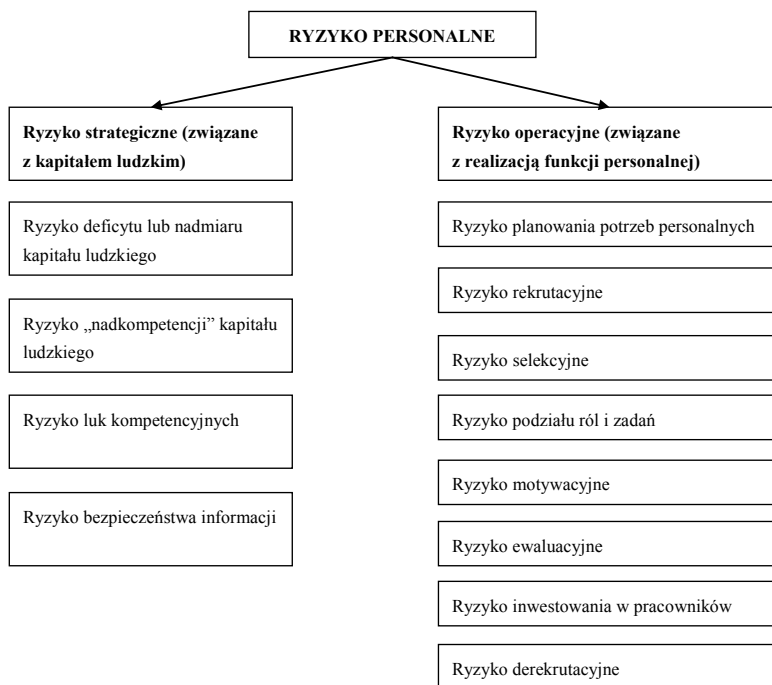 RYZYKO PERSONALNE
Ryzyko strategiczne (związane
z kapitałem ludzkim)
Ryzyko deficytu lub nadmiaru
kapitału ludzkiego
Ryzyko „nadkompetencji” kapitału
ludzkiego
Ryzyko luk kompetencyjnych
Ryzyko bezpieczeństwa informacji
Ryzyko operacyjne (związane
z realizacją funkcji personalnej)
Ryzyko planowania potrzeb personalnych
Ryzyko rekrutacyjne
Ryzyko selekcyjne
Ryzyko podziału ról i zadań
Ryzyko motywacyjne
Ryzyko ewaluacyjne
Ryzyko inwestowania w pracowników
Ryzyko derekrutacyjne